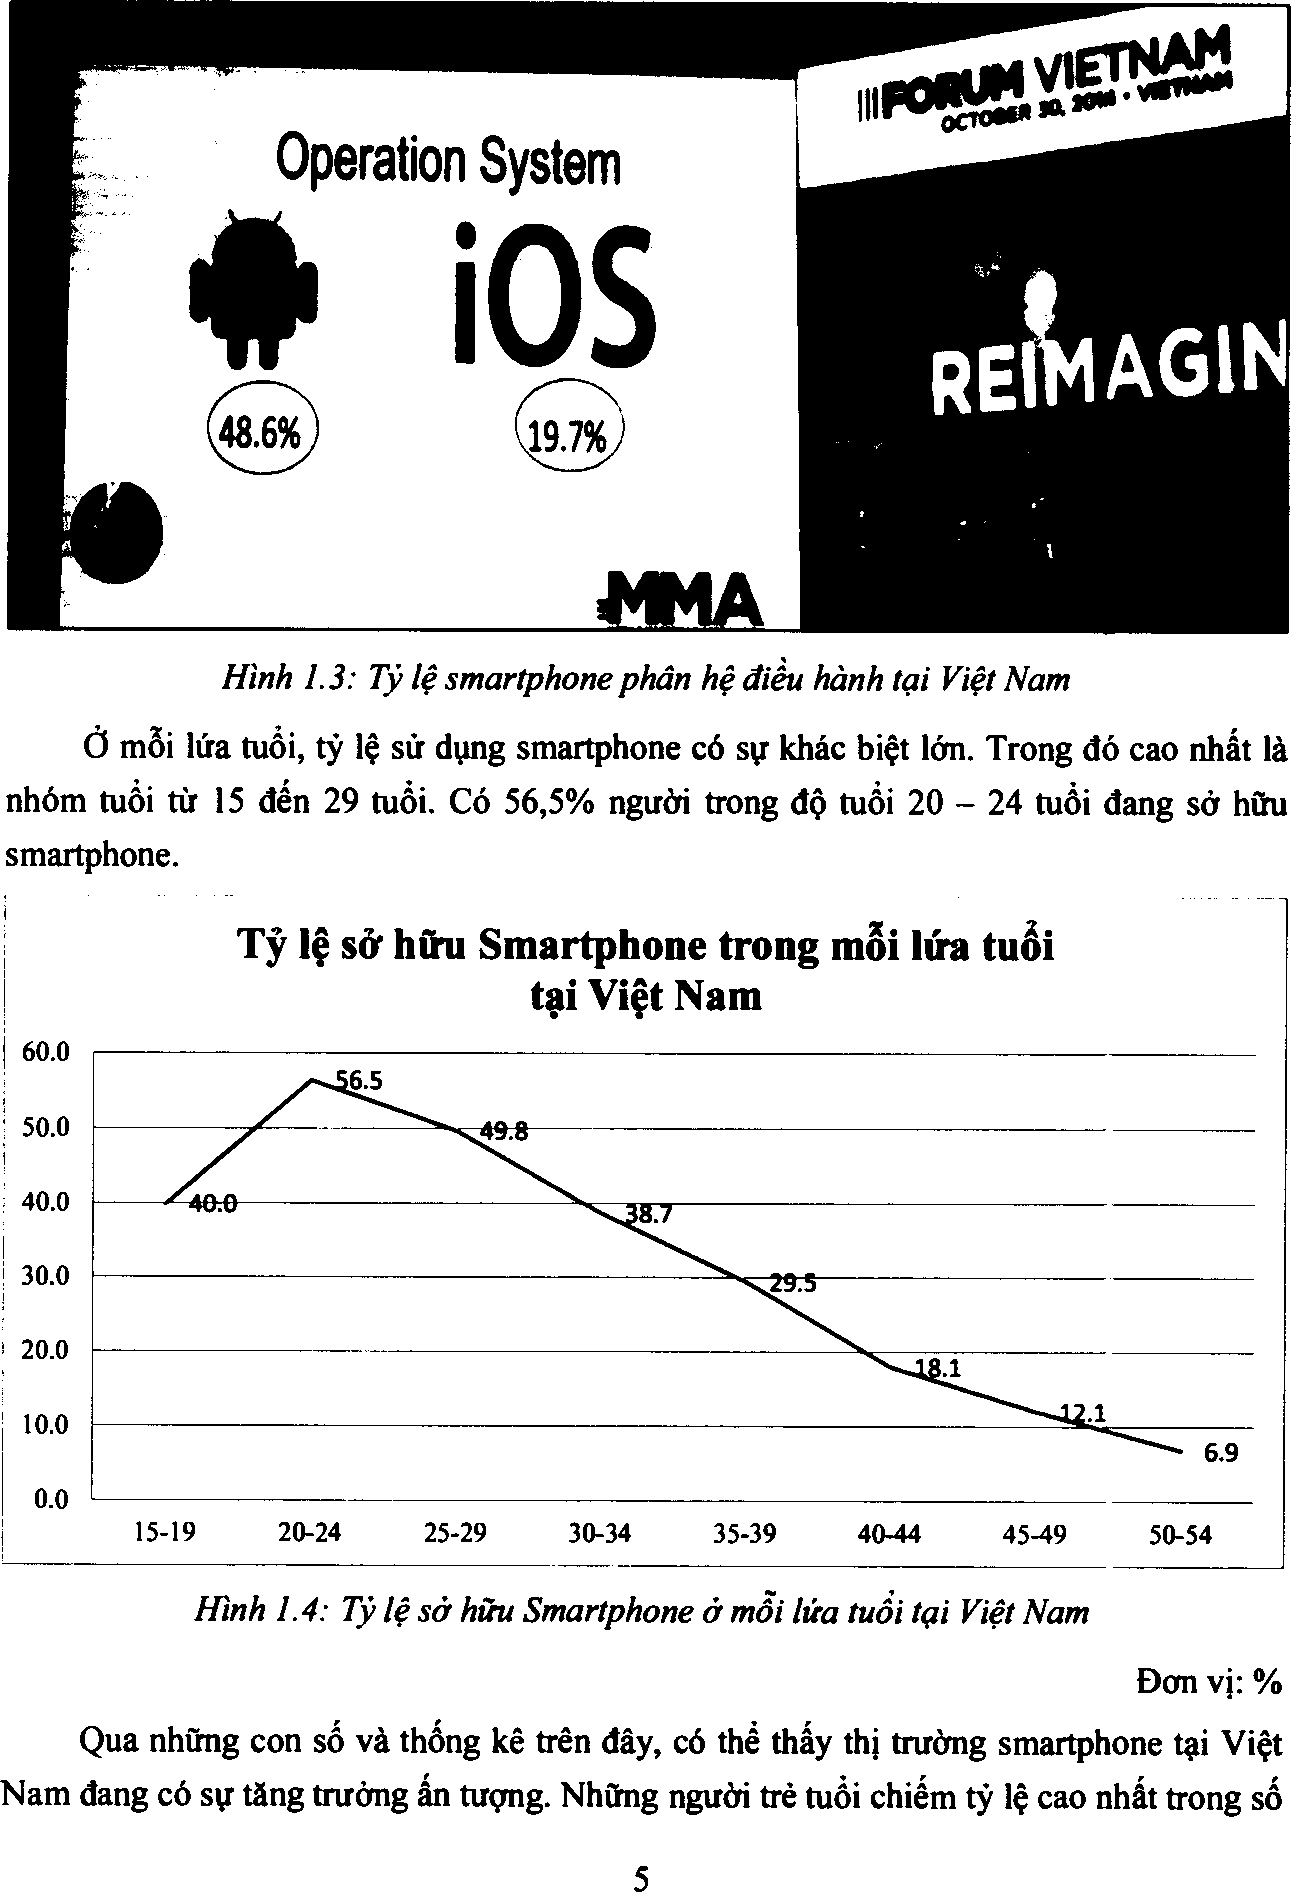 FORUM VIETNAM
OCTOBER 30, 2014 • VIETNAM
Operation System
iOS
REIMAGIN
48.6%
19.7%
MMA
Hình 1.3: Tỷ lệ smartphone phân hệ điều hành tại Việt Nam
Ở mỗi lứa tuổi, tỷ lệ sử dụng smartphone có sự khác biệt lớn. Trong đó cao nhất là
nhóm tuổi từ 15 đến 29 tuổi. Có 56,5% người trong độ tuổi 20 – 24 tuổi đang sở hữu
smartphone.
Tỷ lệ sở hữu Smartphone trong mỗi lứa tuổi
tại Việt Nam
60.0
56.5
50.0
49.8
40.0
40.0
38.7
30.0
29.5
20.0
18.1
12.1
10.0
6.9
0.0
15-19 20-24 25-29 30-34 35-39 40-44 45-49 50-54
Hình 1.4: Tỷ lệ sở hữu Smartphone ở mỗi lứa tuổi tại Việt Nam
Đơn vị: %
Qua những con số và thống kê trên đây, có thể thấy thị trường smartphone tại Việt
Nam đang có sự tăng trưởng ấn tượng. Những người trẻ tuổi chiếm tỷ lệ cao nhất trong số
5